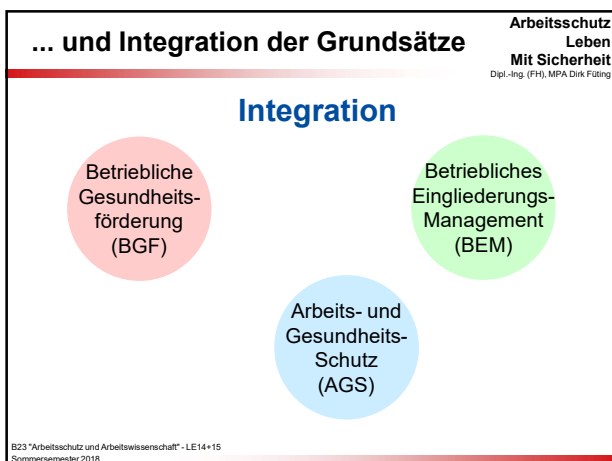 ... und Integration der Grundsätze
Arbeitsschutz
Leben
Mit Sicherheit
Dipl.-Ing. (FH), MPA Dirk Füting
Integration
Betriebliche
Gesundheits-
förderung
(BGF)
Betriebliches
Eingliederungs-
Management
(BEM)
Arbeits- und
Gesundheits-
Schutz
(AGS)
B23 "Arbeitsschutz und Arbeitswissenschaft" - LE14+15
Sommersemester 2018